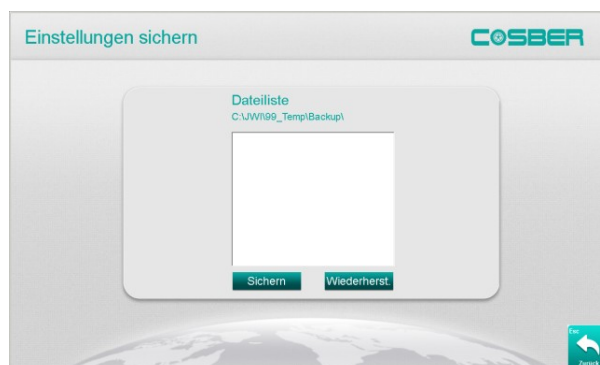 Einstellungen sichern
COSBER
Dateiliste
C:\JWI\99_Temp\Backup\
Sichern
Wiederherst.
Esc
Zurück